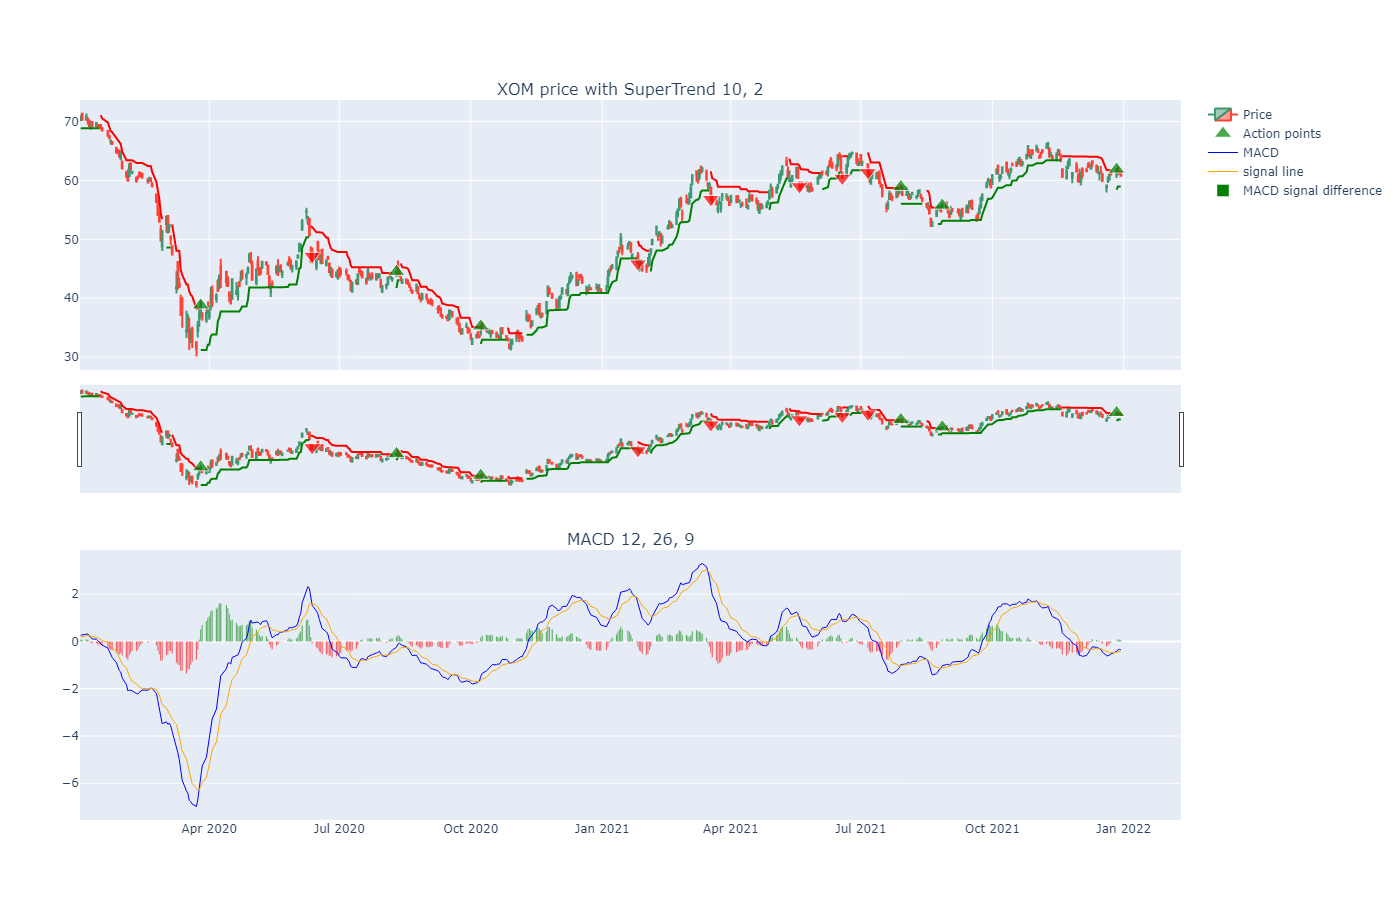 XOM price with SuperTrend 10, 2
70
60
50
40
30
Price
Action points
MACD
signal line
MACD signal difference
MACD 12, 26, 9
2
0
−2
−4
−6
Apr 2020
Jul 2020
Oct 2020
Jan 2021
Apr 2021
Jul 2021
Oct 2021
Jan 2022